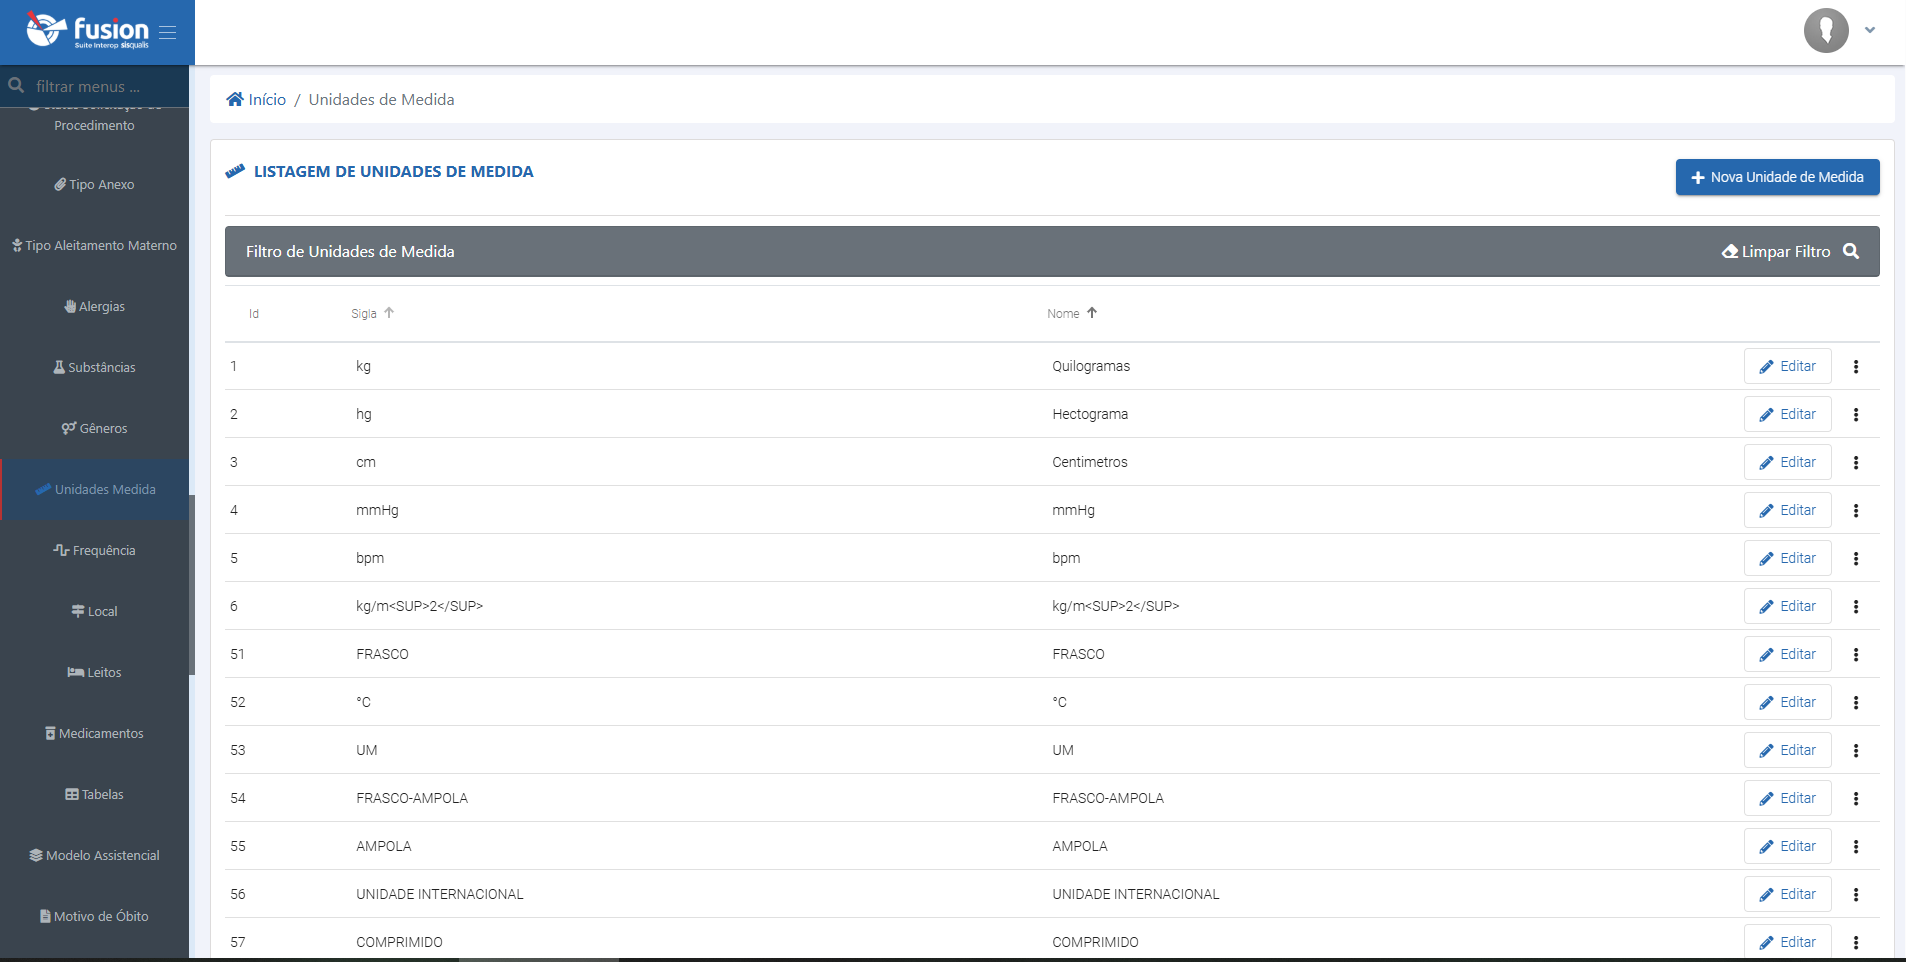 fusion
Suite Interop sisqualis
filtrar menus ...
Status Solicitação de
Procedimento
Tipo Anexo
Tipo Aleitamento Materno
Alergias
Substâncias
Gêneros
Unidades Medida
Frequência
Local
Leitos
Medicamentos
Tabelas
Modelo Assistencial
Motivo de Óbito
Início / Unidades de Medida
LISTAGEM DE UNIDADES DE MEDIDA
Nova Unidade de Medida
Filtro de Unidades de Medida
Limpar Filtro
Id Sigla Nome
1 kg Quilogramas Editar
2 hg Hectograma Editar
3 cm Centimetros Editar
4 mmHg mmHg Editar
5 bpm bpm Editar
6 kg/m<SUP>2</SUP> kg/m<SUP>2</SUP> Editar
51 FRASCO FRASCO Editar
52 °C °C Editar
53 UM UM Editar
54 FRASCO-AMPOLA FRASCO-AMPOLA Editar
55 AMPOLA AMPOLA Editar
56 UNIDADE INTERNACIONAL UNIDADE INTERNACIONAL Editar
57 COMPRIMIDO COMPRIMIDO Editar